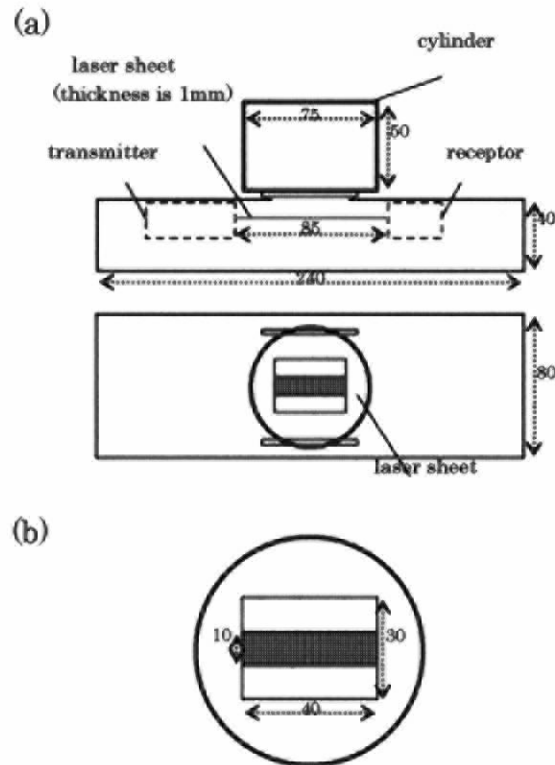 (a)
cylinder
laser sheet
(thickness is 1mm)
75
50
transmitter
receptor
85
40
240
80
laser sheet
(b)
10
30
40